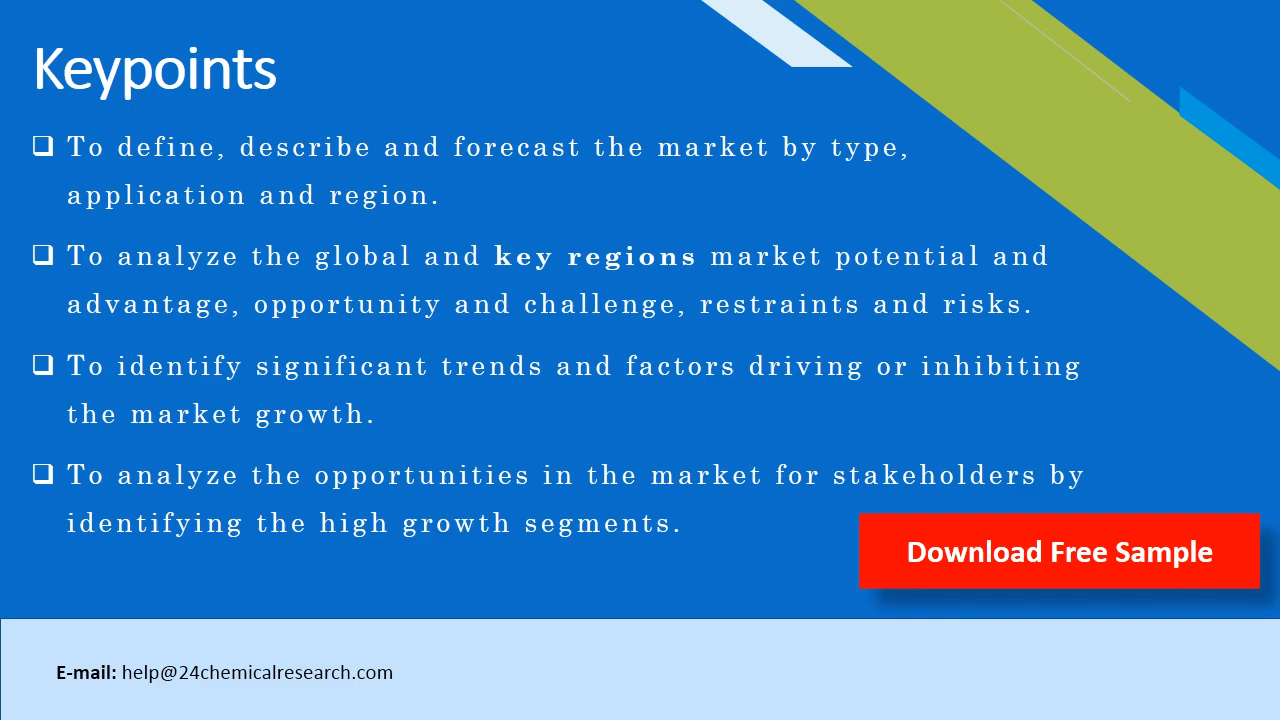 Keypoints
❑ To define, describe and forecast the market by type,
application and region.
❑ To analyze the global and key regions market potential and
advantage, opportunity and challenge, restraints and risks.
❑ To identify significant trends and factors driving or inhibiting
the market growth.
❑ To analyze the opportunities in the market for stakeholders by
identifying the high growth segments.
Download Free Sample
E-mail: help@24chemicalresearch.com